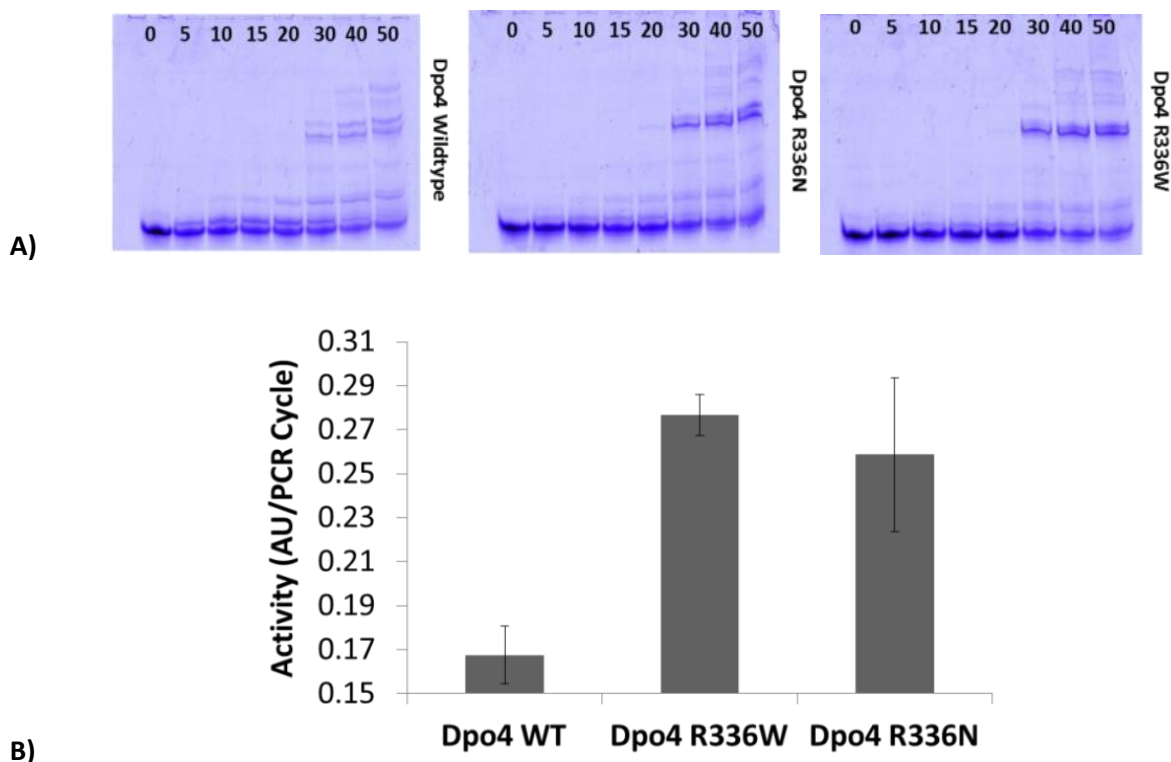 0 5 10 15 20 30 40 50
Dpo4 Wildtype
0 5 10 15 20 30 40 50
Dpo4 R336N
0 5 10 15 20 30 40 50
Dpo4 R336W
A)
Activity (AU/PCR Cycle)
0.31
0.29
0.27
0.25
0.23
0.21
0.19
0.17
0.15
Dpo4 WT Dpo4 R336W Dpo4 R336N
B)